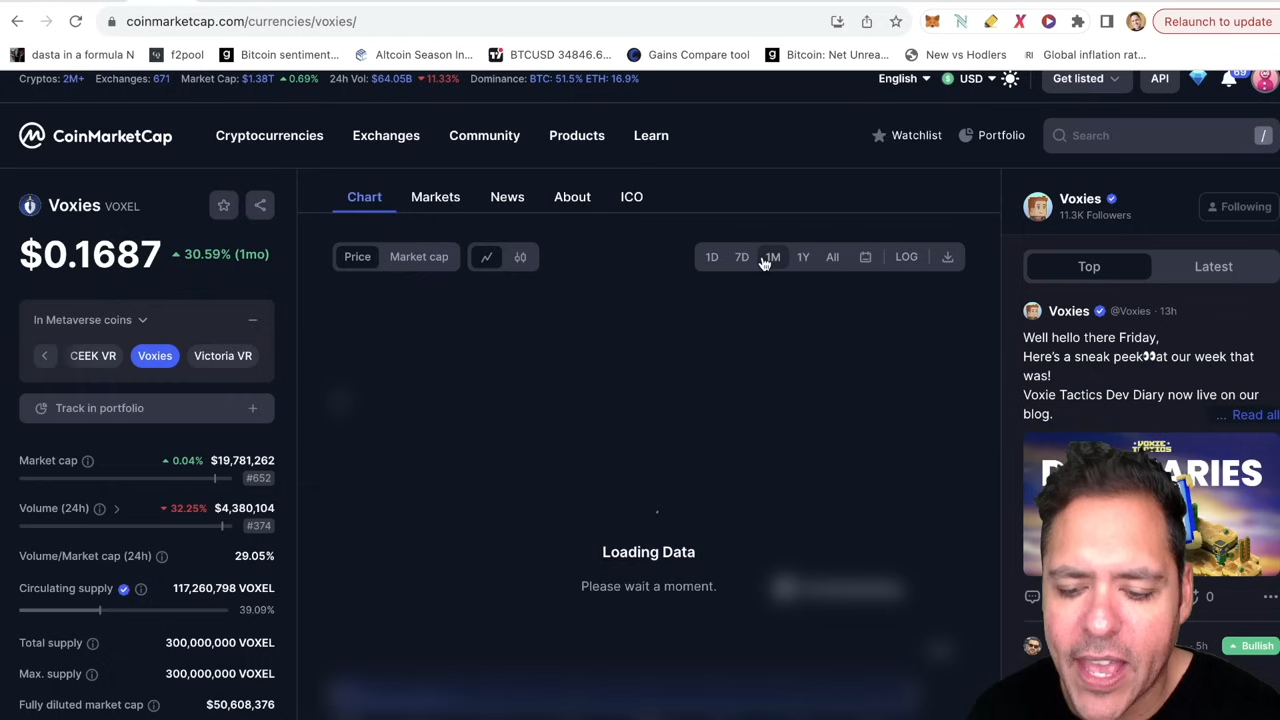 coinmarketcap.com/currencies/voxies/
Relaunch to update
dasta in a formula N
f2pool
Bitcoin sentiment...
Altcoin Season In...
BTCUSD 34846.6...
Gains Compare tool
Bitcoin: Net Unrea...
New vs Hodlers
Global inflation rat...
Cryptos: 2M+ Exchanges: 671 Market Cap: $1.38T 0.69% 24h Vol: $64.05B 11.33% Dominance: BTC: 51.5% ETH: 16.9%
English
USD
Get listed
API
69
CoinMarketCap
Cryptocurrencies
Exchanges
Community
Products
Learn
Watchlist
Portfolio
Search
/
Voxies VOXEL
$0.1687 30.59% (1mo)
In Metaverse coins
CEEK VR
Voxies
Victoria VR
Track in portfolio +
Market cap 0.04% $19,781,262
#652
Volume (24h) 32.25% $4,380,104
#374
Volume/Market cap (24h) 29.05%
Circulating supply 117,260,798 VOXEL
39.09%
Total supply 300,000,000 VOXEL
Max. supply 300,000,000 VOXEL
Fully diluted market cap $50,608,376
Chart
Markets
News
About
ICO
Price
Market cap
1D
7D
1M
1Y
All
LOG
Loading Data
Please wait a moment.
Voxies
11.3K Followers
Following
Top
Latest
Voxies @Voxies · 13h
Well hello there Friday,
Here's a sneak peek👀at our week that
was!
Voxie Tactics Dev Diary now live on our
blog.
... Read all
VOXIE
TACTICS
0
5h
Bullish